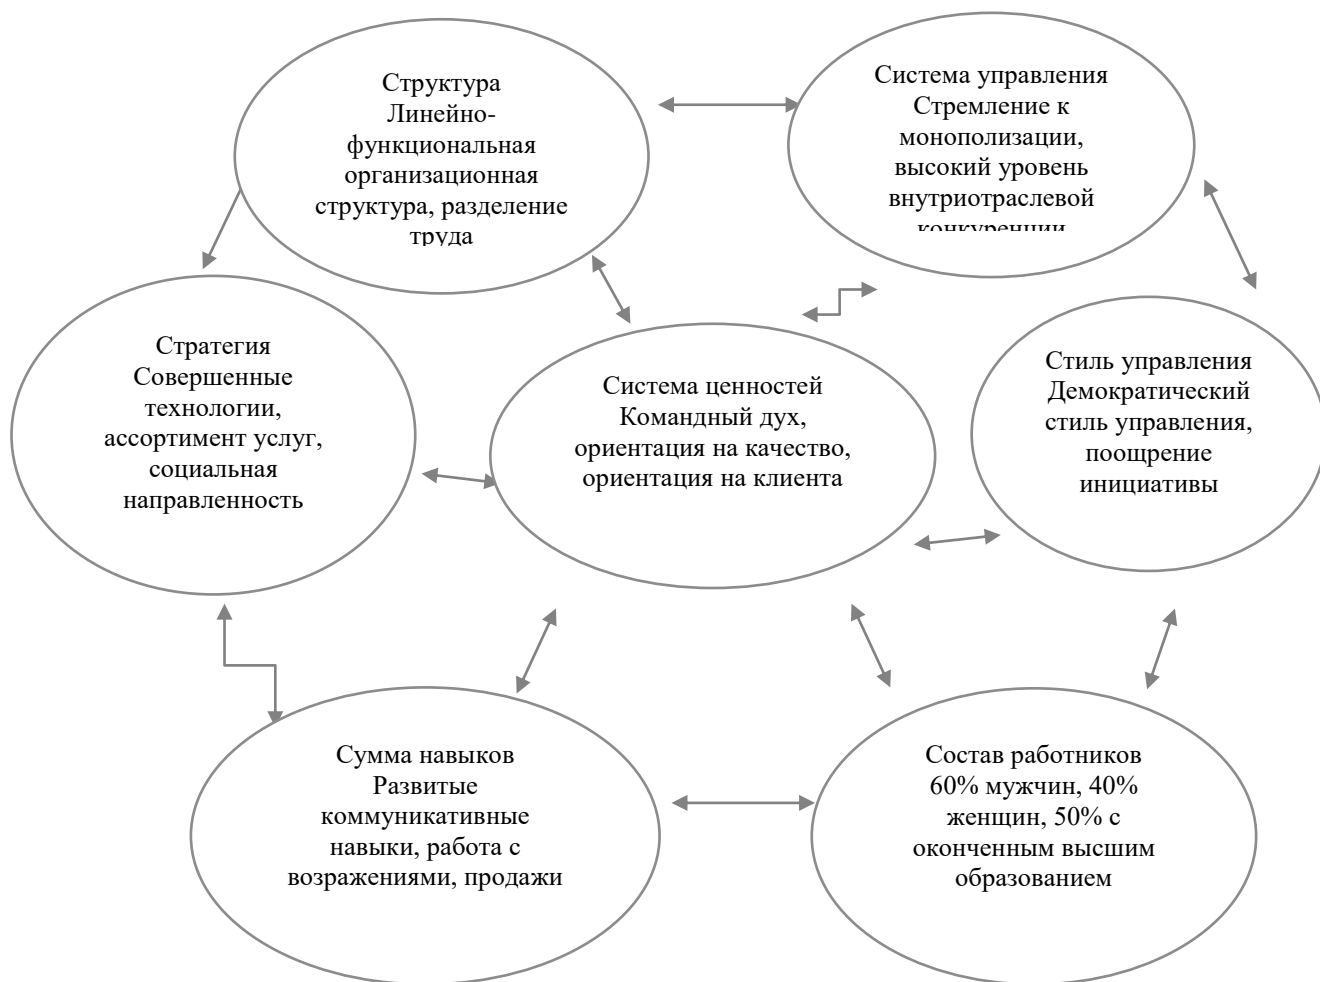 Структура
Линейно-
функциональная
организационная
структура, разделение
труда
Система управления
Стремление к
монополизации,
высокий уровень
внутриотраслевой
конкуренции
Стратегия
Совершенные
технологии,
ассортимент услуг,
социальная
направленность
Система ценностей
Командный дух,
ориентация на качество,
ориентация на клиента
Стиль управления
Демократический
стиль управления,
поощрение
инициативы
Сумма навыков
Развитые
коммуникативные
навыки, работа с
возражениями, продажи
Состав работников
60% мужчин, 40%
женщин, 50% с
оконченным высшим
образованием